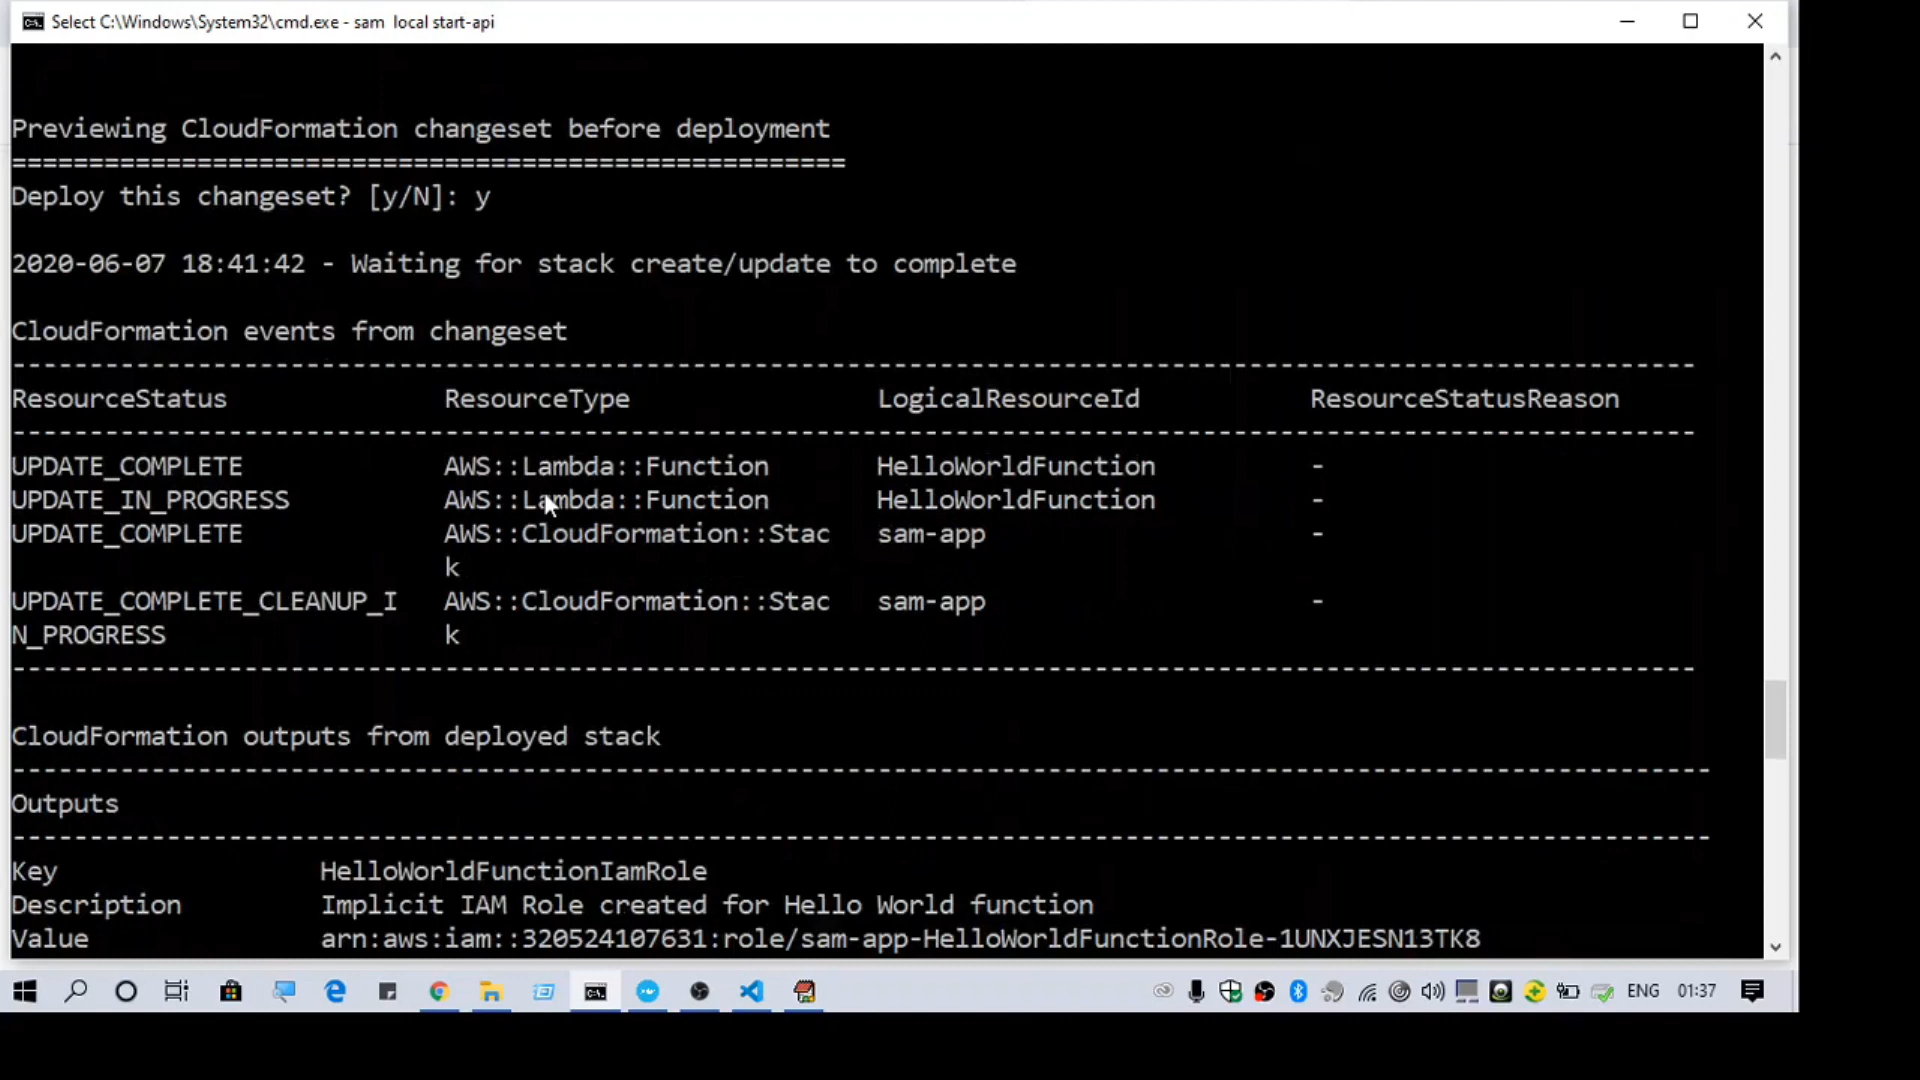 Select C:\Windows\System32\cmd.exe - sam  local start-api
Previewing CloudFormation changeset before deployment
======================================================
Deploy this changeset? [y/N]: y
2020-06-07 18:41:42 - Waiting for stack create/update to complete
CloudFormation events from changeset
-------------------------------------------------------------------------------------------------------------
ResourceStatus ResourceType LogicalResourceId ResourceStatusReason
-------------------------------------------------------------------------------------------------------------
UPDATE_COMPLETE AWS::Lambda::Function HelloWorldFunction -
UPDATE_IN_PROGRESS AWS::Lambda::Function HelloWorldFunction -
UPDATE_COMPLETE AWS::CloudFormation::Stac sam-app -
k
UPDATE_COMPLETE_CLEANUP_I AWS::CloudFormation::Stac sam-app -
N_PROGRESS k
-------------------------------------------------------------------------------------------------------------
CloudFormation outputs from deployed stack
--------------------------------------------------------------------------------------------------------------
Outputs
--------------------------------------------------------------------------------------------------------------
Key HelloWorldFunctionIamRole
Description Implicit IAM Role created for Hello World function
Value arn:aws:iam::320524107631:role/sam-app-HelloWorldFunctionRole-1UNXJESN13TK8
ENG 01:37